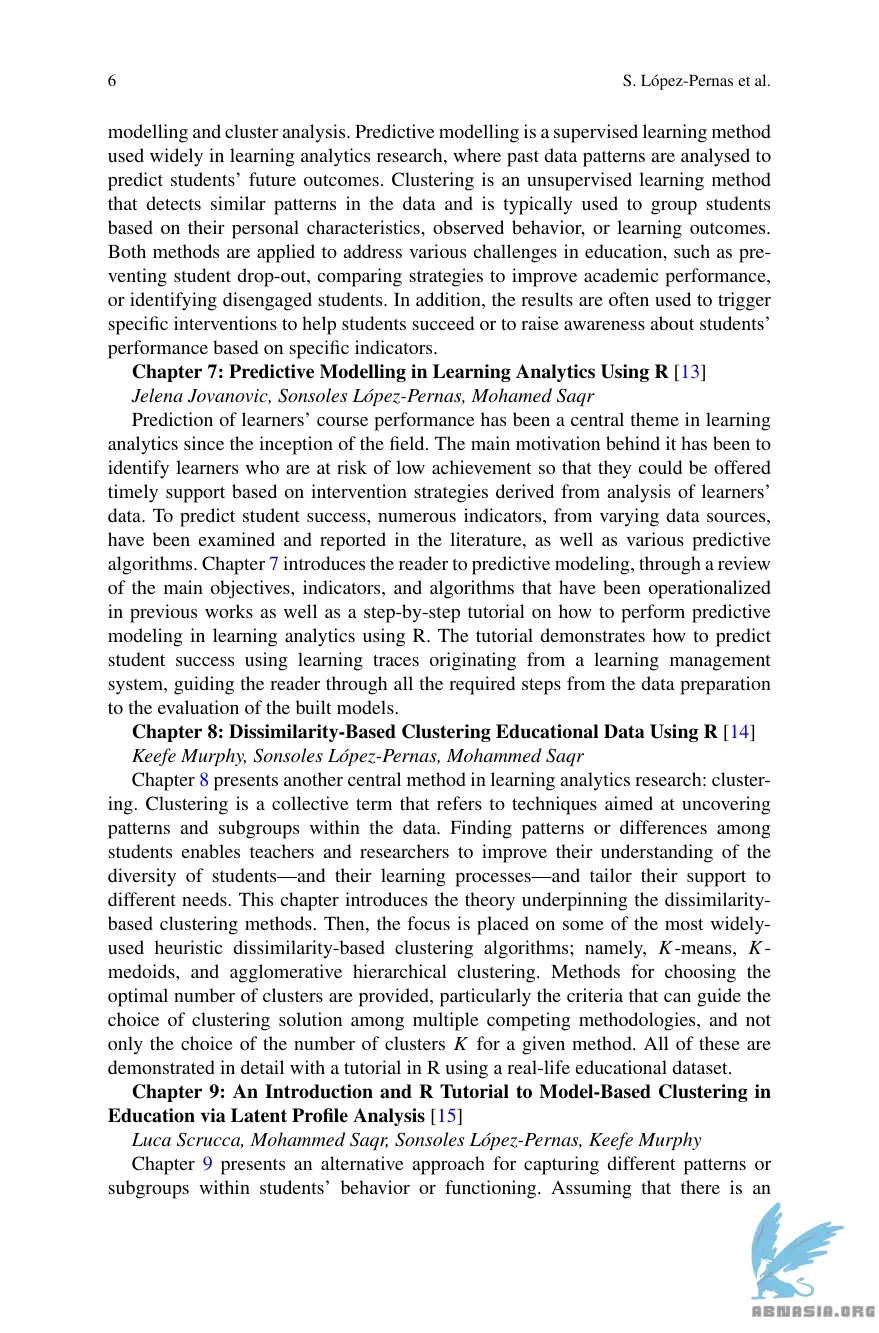 6 S. López-Pernas et al.
modelling and cluster analysis. Predictive modelling is a supervised learning method
used widely in learning analytics research, where past data patterns are analysed to
predict students’ future outcomes. Clustering is an unsupervised learning method
that detects similar patterns in the data and is typically used to group students
based on their personal characteristics, observed behavior, or learning outcomes.
Both methods are applied to address various challenges in education, such as pre-
venting student drop-out, comparing strategies to improve academic performance,
or identifying disengaged students. In addition, the results are often used to trigger
specific interventions to help students succeed or to raise awareness about students’
performance based on specific indicators.
Chapter 7: Predictive Modelling in Learning Analytics Using R [13]
Jelena Jovanovic, Sonsoles López-Pernas, Mohamed Saqr
Prediction of learners’ course performance has been a central theme in learning
analytics since the inception of the field. The main motivation behind it has been to
identify learners who are at risk of low achievement so that they could be offered
timely support based on intervention strategies derived from analysis of learners’
data. To predict student success, numerous indicators, from varying data sources,
have been examined and reported in the literature, as well as various predictive
algorithms. Chapter 7 introduces the reader to predictive modeling, through a review
of the main objectives, indicators, and algorithms that have been operationalized
in previous works as well as a step-by-step tutorial on how to perform predictive
modeling in learning analytics using R. The tutorial demonstrates how to predict
student success using learning traces originating from a learning management
system, guiding the reader through all the required steps from the data preparation
to the evaluation of the built models.
Chapter 8: Dissimilarity-Based Clustering Educational Data Using R [14]
Keefe Murphy, Sonsoles López-Pernas, Mohammed Saqr
Chapter 8 presents another central method in learning analytics research: cluster-
ing. Clustering is a collective term that refers to techniques aimed at uncovering
patterns and subgroups within the data. Finding patterns or differences among
students enables teachers and researchers to improve their understanding of the
diversity of students—and their learning processes—and tailor their support to
different needs. This chapter introduces the theory underpinning the dissimilarity-
based clustering methods. Then, the focus is placed on some of the most widely-
used heuristic dissimilarity-based clustering algorithms; namely, K-means, K-
medoids, and agglomerative hierarchical clustering. Methods for choosing the
optimal number of clusters are provided, particularly the criteria that can guide the
choice of clustering solution among multiple competing methodologies, and not
only the choice of the number of clusters K for a given method. All of these are
demonstrated in detail with a tutorial in R using a real-life educational dataset.
Chapter 9: An Introduction and R Tutorial to Model-Based Clustering in
Education via Latent Profile Analysis [15]
Luca Scrucca, Mohammed Saqr, Sonsoles López-Pernas, Keefe Murphy
Chapter 9 presents an alternative approach for capturing different patterns or
subgroups within students’ behavior or functioning. Assuming that there is an
ABNASIA.ORG